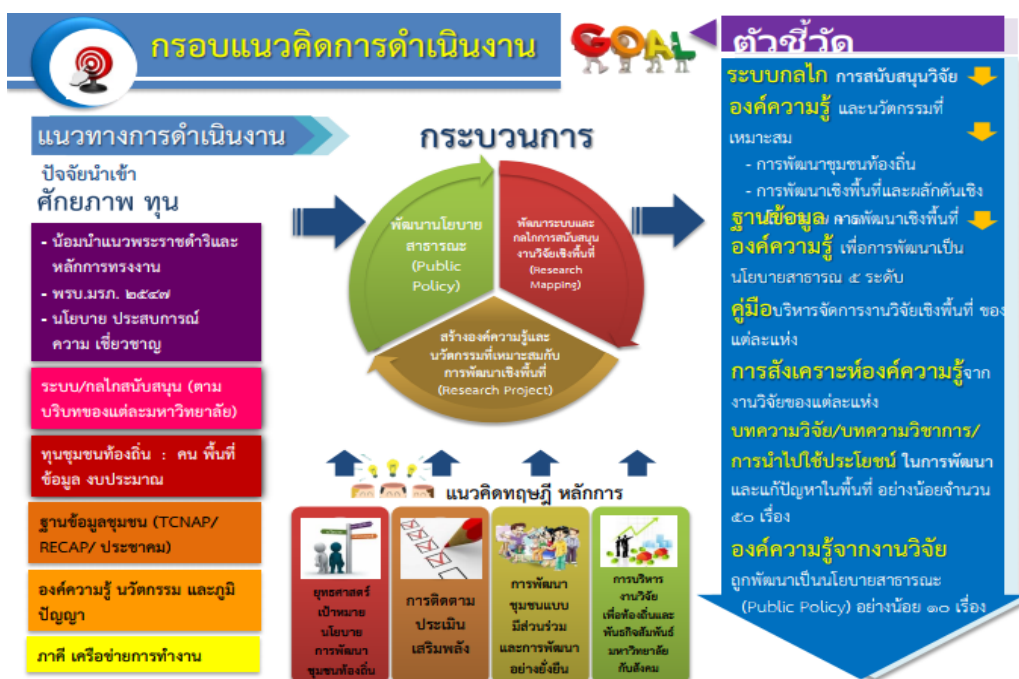 กรอบแนวคิดการดำเนินงาน
GOAL
ตัวชี้วัด
แนวทางการดำเนินงาน
ปัจจัยนำเข้า
ศักยภาพ ทุน
- น้อมนำแนวพระราชดำริและ
หลักการทรงงาน
- พรบ.มรภ. ๒๕๔๗
- นโยบาย ประสบการณ์
ความ เชี่ยวชาญ
ระบบ/กลไกสนับสนุน (ตาม
บริบทของแต่ละมหาวิทยาลัย)
ทุนชุมชนท้องถิ่น : คน พื้นที่
ข้อมูล งบประมาณ
ฐานข้อมูลชุมชน (TCNAP/
RECAP/ ประชาคม)
องค์ความรู้ นวัตกรรม และภูมิ
ปัญญา
ภาคี เครือข่ายการทำงาน
กระบวนการ
พัฒนานโยบาย
สาธารณะ
(Public
Policy)
พัฒนาระบบและ
กลไกการสนับสนุน
งานวิจัยเชิงพื้นที่
(Research
Mapping)
สร้างองค์ความรู้และ
นวัตกรรมที่เหมาะสมกับ
การพัฒนาเชิงพื้นที่
(Research Project)
แนวคิดทฤษฎี หลักการ
ยุทธศาสตร์
เป้าหมาย
นโยบาย
การพัฒนา
ชุมชนท้องถิ่น
การติดตาม
ประเมิน
เสริมพลัง
การพัฒนา
ชุมชนแบบ
มีส่วนร่วม
และการพัฒนา
อย่างยั่งยืน
การบริหาร
งานวิจัย
เพื่อท้องถิ่นและ
พันธกิจสัมพันธ์
มหาวิทยาลัย
กับสังคม
ระบบกลไก การสนับสนุนวิจัย
องค์ความรู้ และนวัตกรรมที่
เหมาะสม
- การพัฒนาชุมชนท้องถิ่น
- การพัฒนาเชิงพื้นที่และผลักดันเชิง
ฐานข้อมูล การพัฒนาเชิงพื้นที่
องค์ความรู้ เพื่อการพัฒนาเป็น
นโยบายสาธารณ ๕ ระดับ
คู่มือบริหารจัดการงานวิจัยเชิงพื้นที่ ของ
แต่ละแห่ง
การสังเคราะห์องค์ความรู้จาก
งานวิจัยของแต่ละแห่ง
บทความวิจัย/บทความวิชาการ/
การนำไปใช้ประโยชน์ ในการพัฒนา
และแก้ปัญหาในพื้นที่ อย่างน้อยจำนวน
๕๐ เรื่อง
องค์ความรู้จากงานวิจัย
ถูกพัฒนาเป็นนโยบายสาธารณะ
(Public Policy) อย่างน้อย ๑๐ เรื่อง